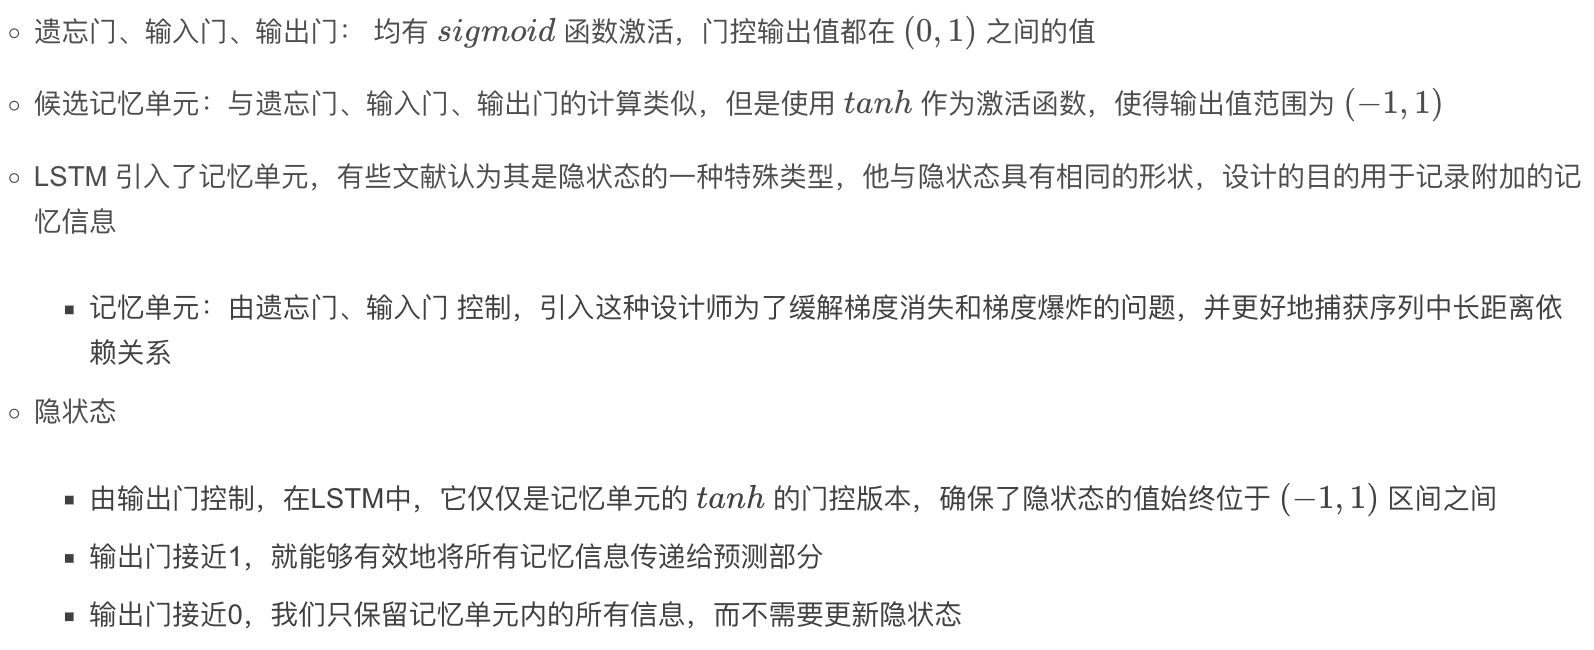 遗忘门、输入门、输出门： 均有 sigmoid 函数激活，门控输出值都在 (0, 1) 之间的值
候选记忆单元：与遗忘门、输入门、输出门的计算类似，但是使用 tanh 作为激活函数，使得输出值范围为 (−1, 1)
LSTM 引入了记忆单元，有些文献认为其是隐状态的一种特殊类型，他与隐状态具有相同的形状，设计的目的用于记录附加的记
忆信息
记忆单元：由遗忘门、输入门 控制，引入这种设计师为了缓解梯度消失和梯度爆炸的问题，并更好地捕获序列中长距离依
赖关系
隐状态
由输出门控制，在LSTM中，它仅仅是记忆单元的 tanh 的门控版本，确保了隐状态的值始终位于 (−1, 1) 区间之间
输出门接近1，就能够有效地将所有记忆信息传递给预测部分
输出门接近0，我们只保留记忆单元内的所有信息，而不需要更新隐状态